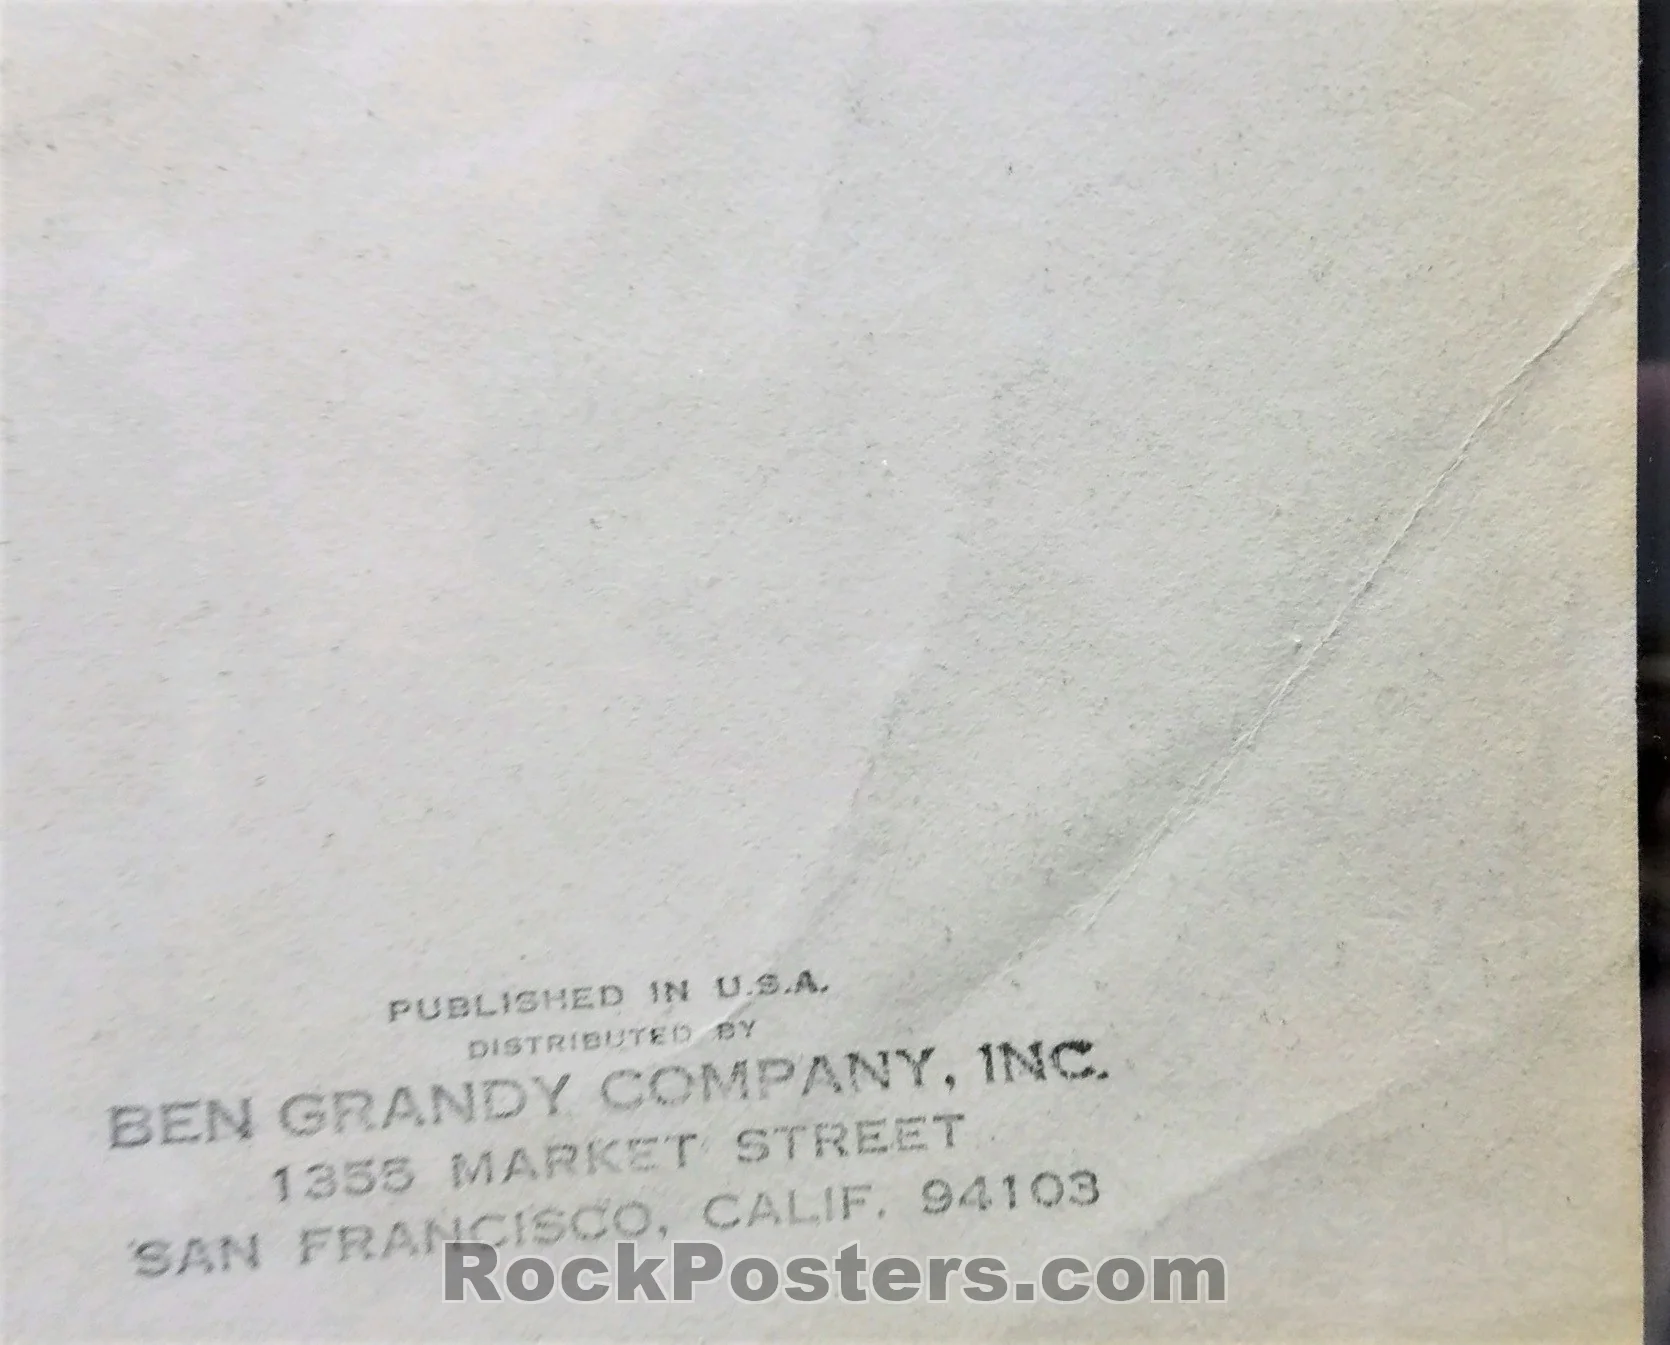 PUBLISHED IN U.S.A.
DISTRIBUTED BY
BEN GRANDY COMPANY, INC.
1355 MARKET STREET
SAN FRANCISCO, CALIF. 94103
RockPosters.com